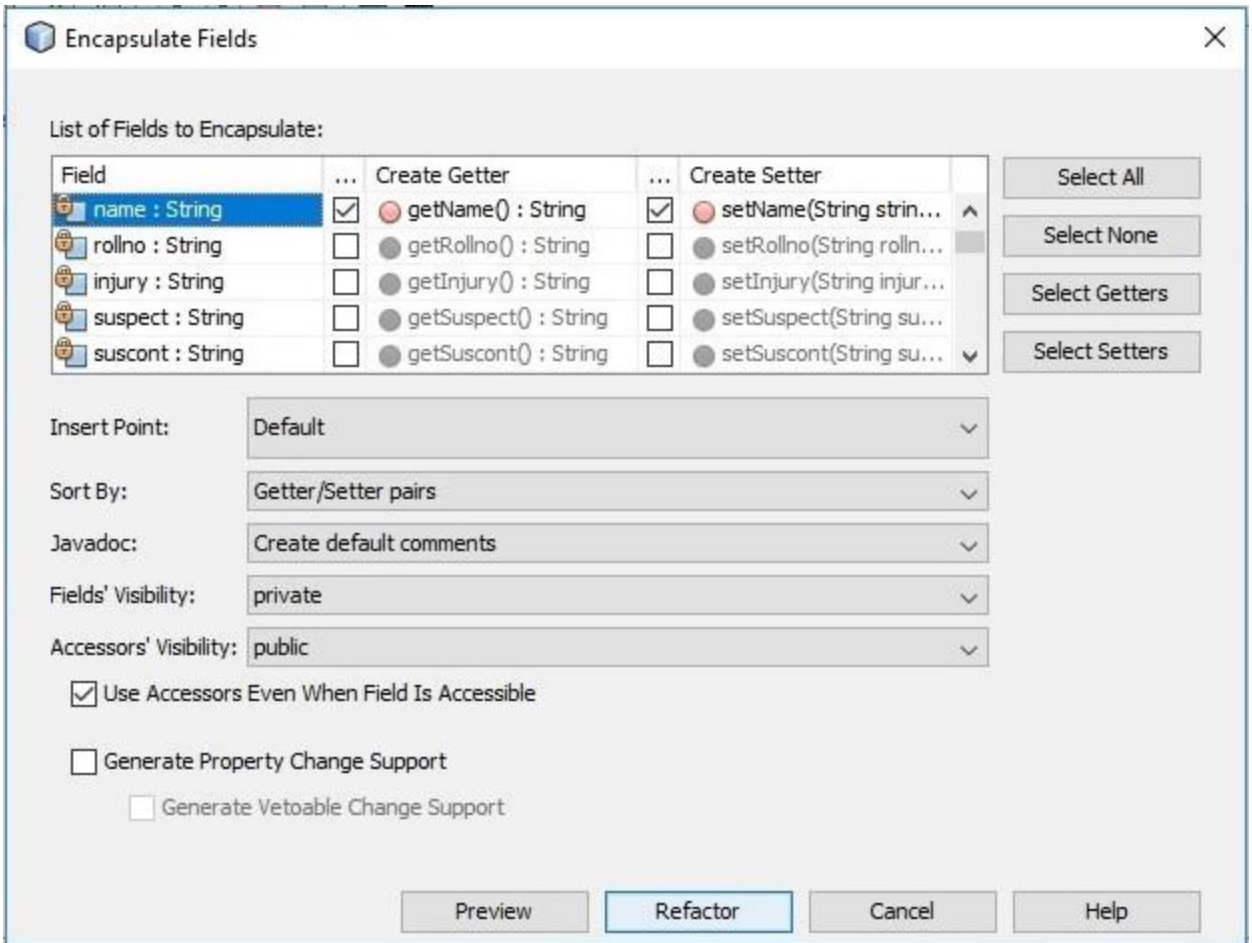 Encapsulate Fields
List of Fields to Encapsulate:
Field ... Create Getter ... Create Setter
name : String getName() : String setName(String strin...
rollno : String getRollno() : String setRollno(String rolln...
injury : String getInjury() : String setInjury(String injur...
suspect : String getSuspect() : String setSuspect(String su...
suscont : String getSuscont() : String setSuscont(String su...
Select All
Select None
Select Getters
Select Setters
Insert Point: Default
Sort By: Getter/Setter pairs
Javadoc: Create default comments
Fields' Visibility: private
Accessors' Visibility: public
Use Accessors Even When Field Is Accessible
Generate Property Change Support
Generate Vetoable Change Support
Preview Refactor Cancel Help